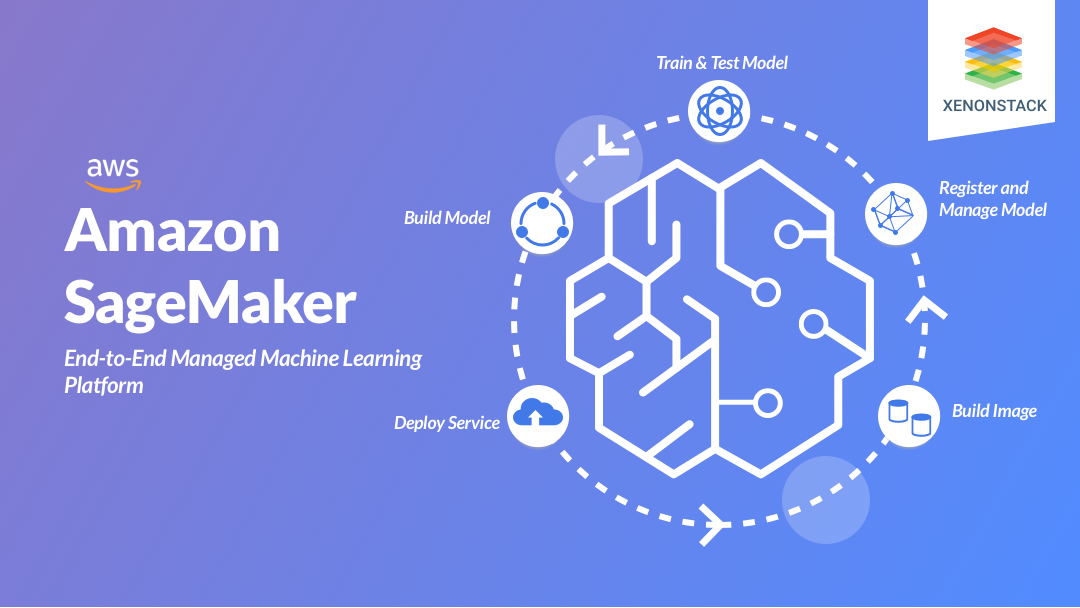 aws
Amazon
SageMaker
End-to-End Managed Machine Learning
Platform
Train & Test Model
XENONSTACK
Register and
Manage Model
Build Model
Build Image
Deploy Service